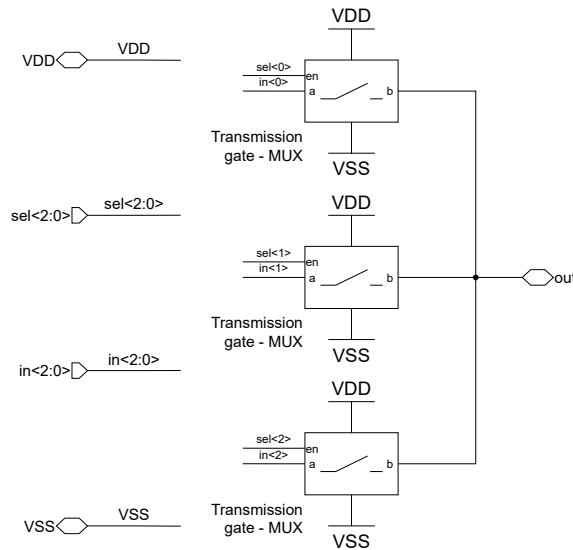 VDD
VDD VDD
sel<0>
en
in<0>
a b
Transmission
gate - MUX
VSS
VDD
sel<2:0> sel<2:0>
sel<1>
en
in<1>
a b
out
Transmission
gate - MUX
VSS
in<2:0> in<2:0>
VDD
sel<2>
en
in<2>
a b
Transmission
gate - MUX
VSS VSS
VSS